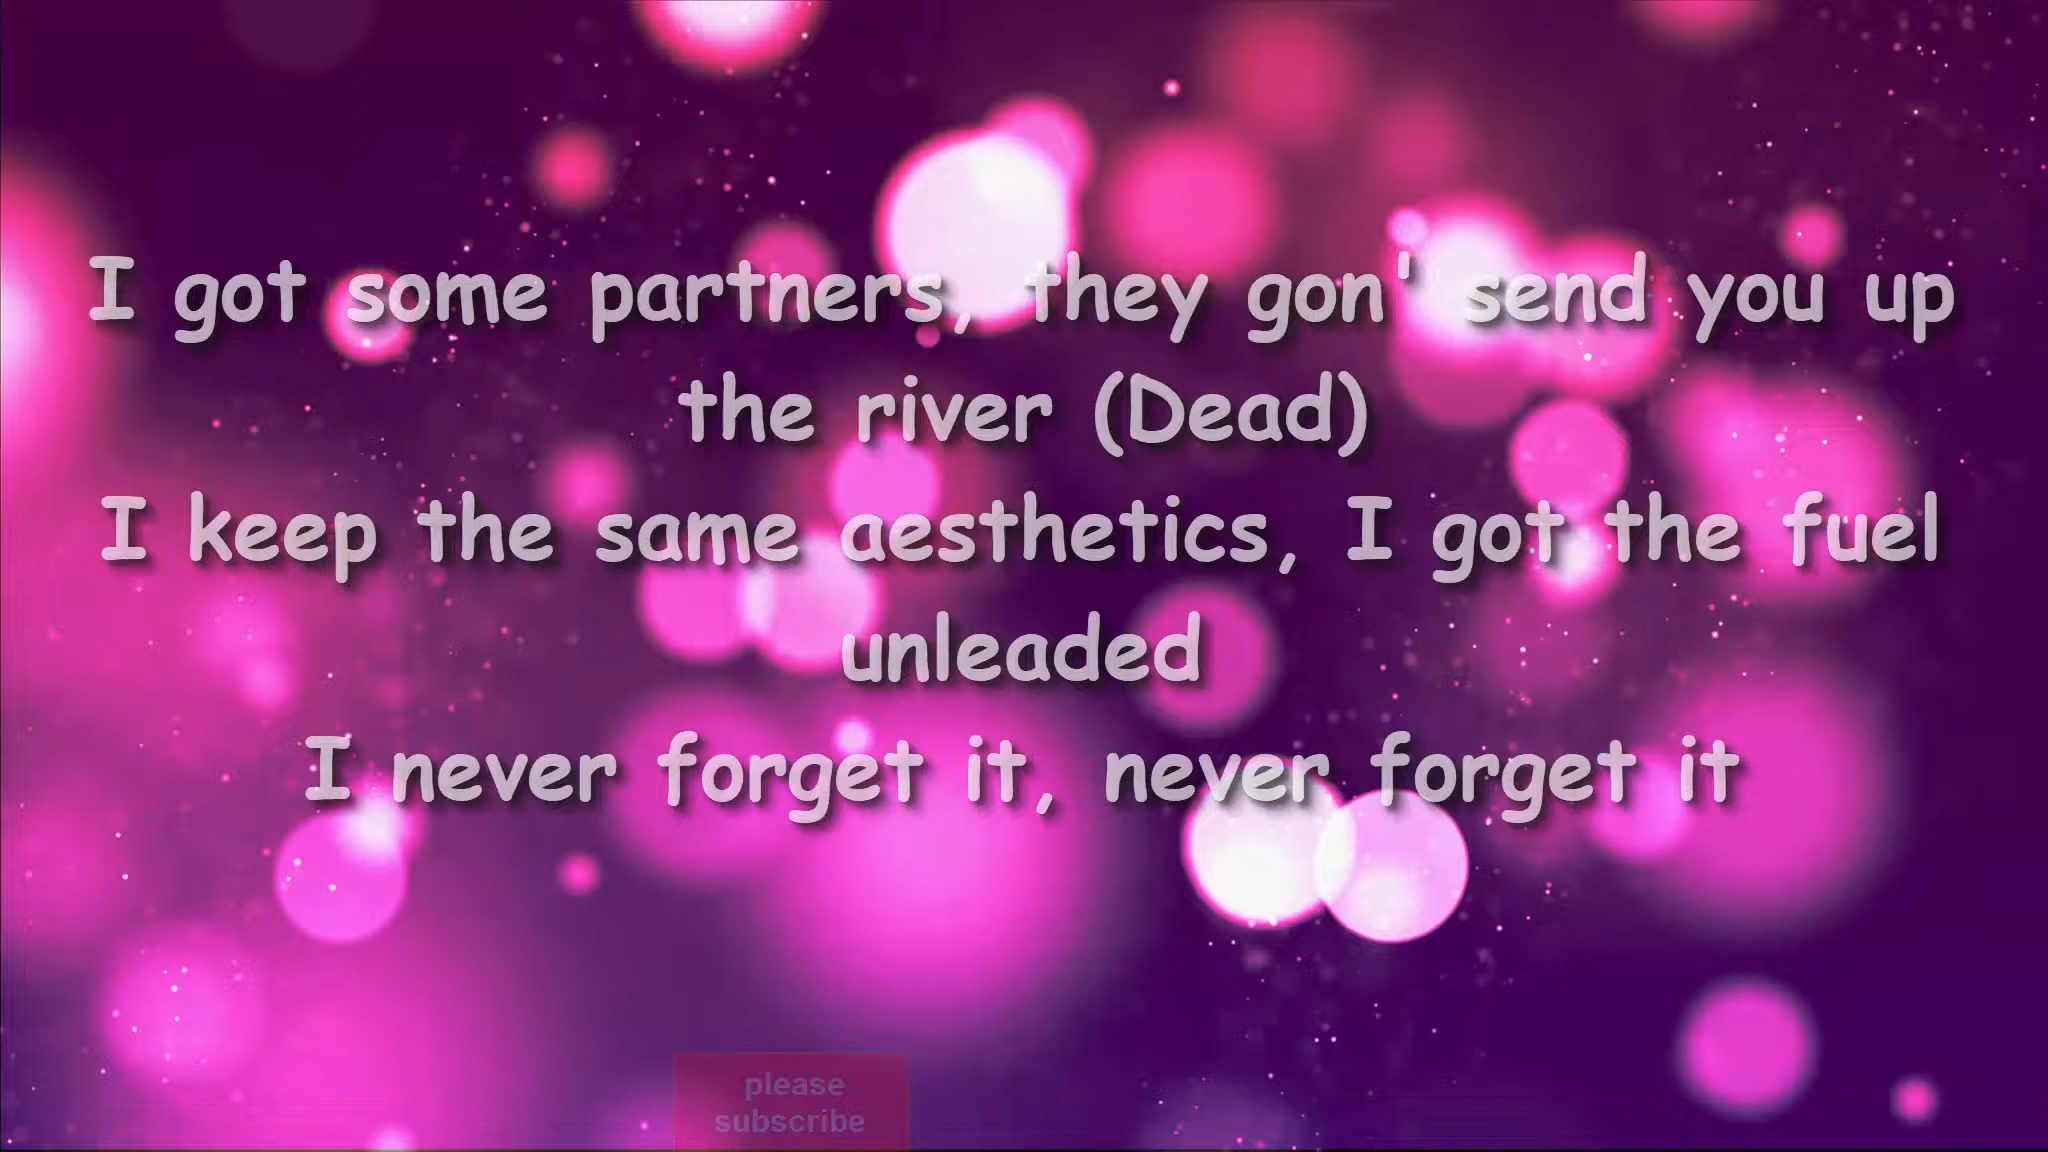 I got some partners, they gon' send you up
the river (Dead)
I keep the same aesthetics, I got the fuel
unleaded
I never forget it, never forget it
please
subscribe